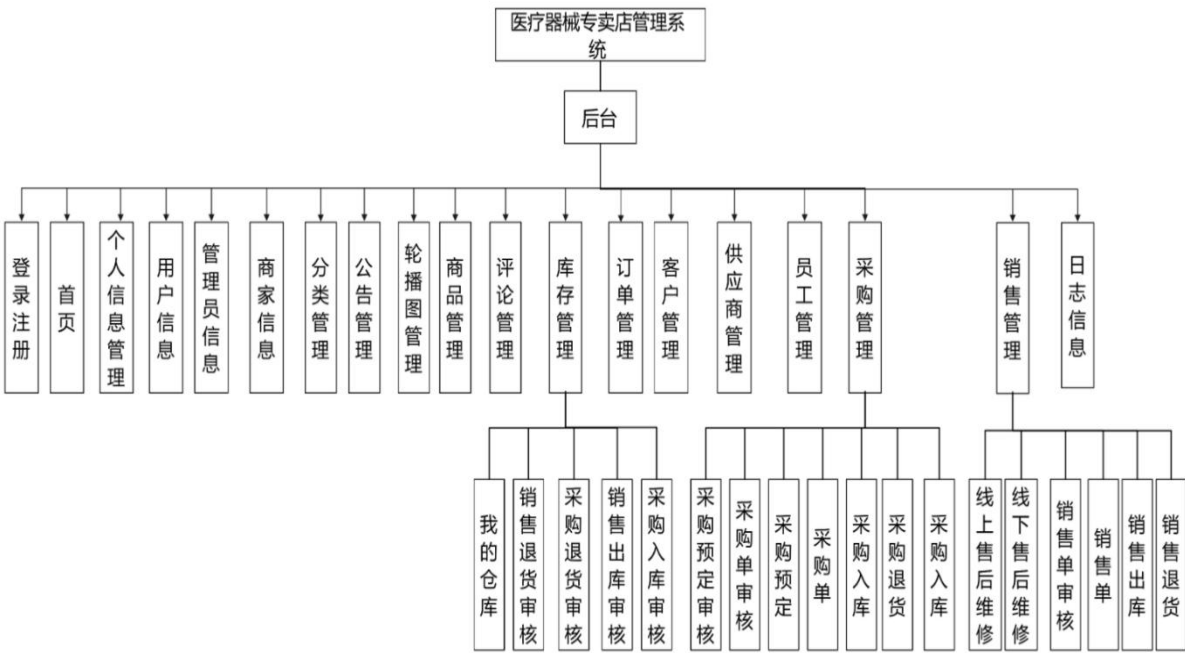 医疗器械专卖店管理系
统
后台
登录注册
首页
个人信息管理
用户信息
管理员信息
商家信息
分类管理
公告管理
轮播图管理
商品管理
评论管理
库存管理
订单管理
客户管理
供应商管理
员工管理
采购管理
销售管理
日志信息
我的仓库
销售退货审核
采购退货审核
销售出库审核
采购入库审核
采购预定审核
采购单审核
采购预定
采购单
采购入库
采购退货
采购入库
线上售后维修
线下售后维修
销售单审核
销售单
销售出库
销售退货